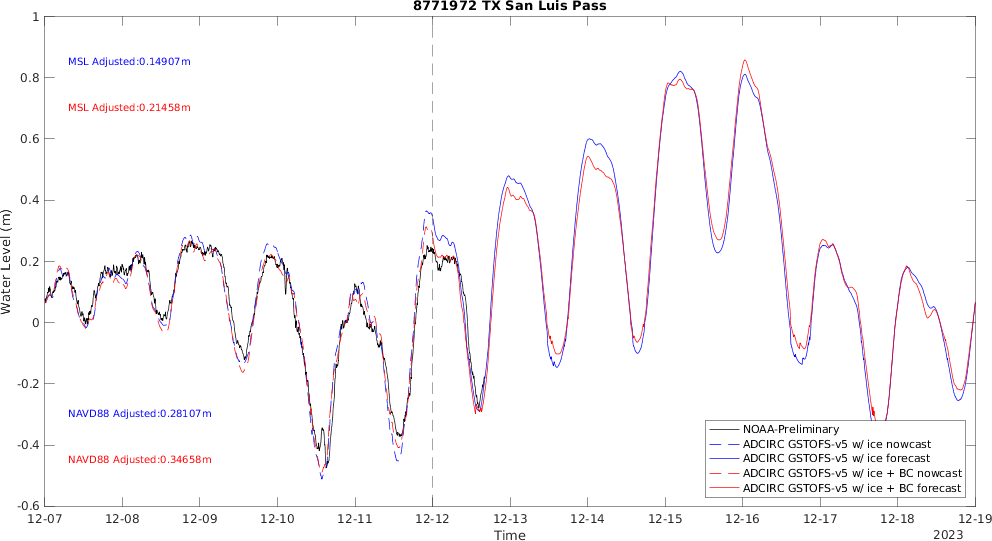 8771972 TX San Luis Pass
MSL Adjusted:0.14907m
MSL Adjusted:0.21458m
NAVD88 Adjusted:0.28107m
NAVD88 Adjusted:0.34658m
Water Level (m)
1
0.8
0.6
0.4
0.2
0
-0.2
-0.4
-0.6
NOAA-Preliminary
ADCIRC GSTOFS-v5 w/ ice nowcast
ADCIRC GSTOFS-v5 w/ ice forecast
ADCIRC GSTOFS-v5 w/ ice + BC nowcast
ADCIRC GSTOFS-v5 w/ ice + BC forecast
12-07 12-08 12-09 12-10 12-11 12-12 12-13 12-14 12-15 12-16 12-17 12-18 12-19
Time
2023